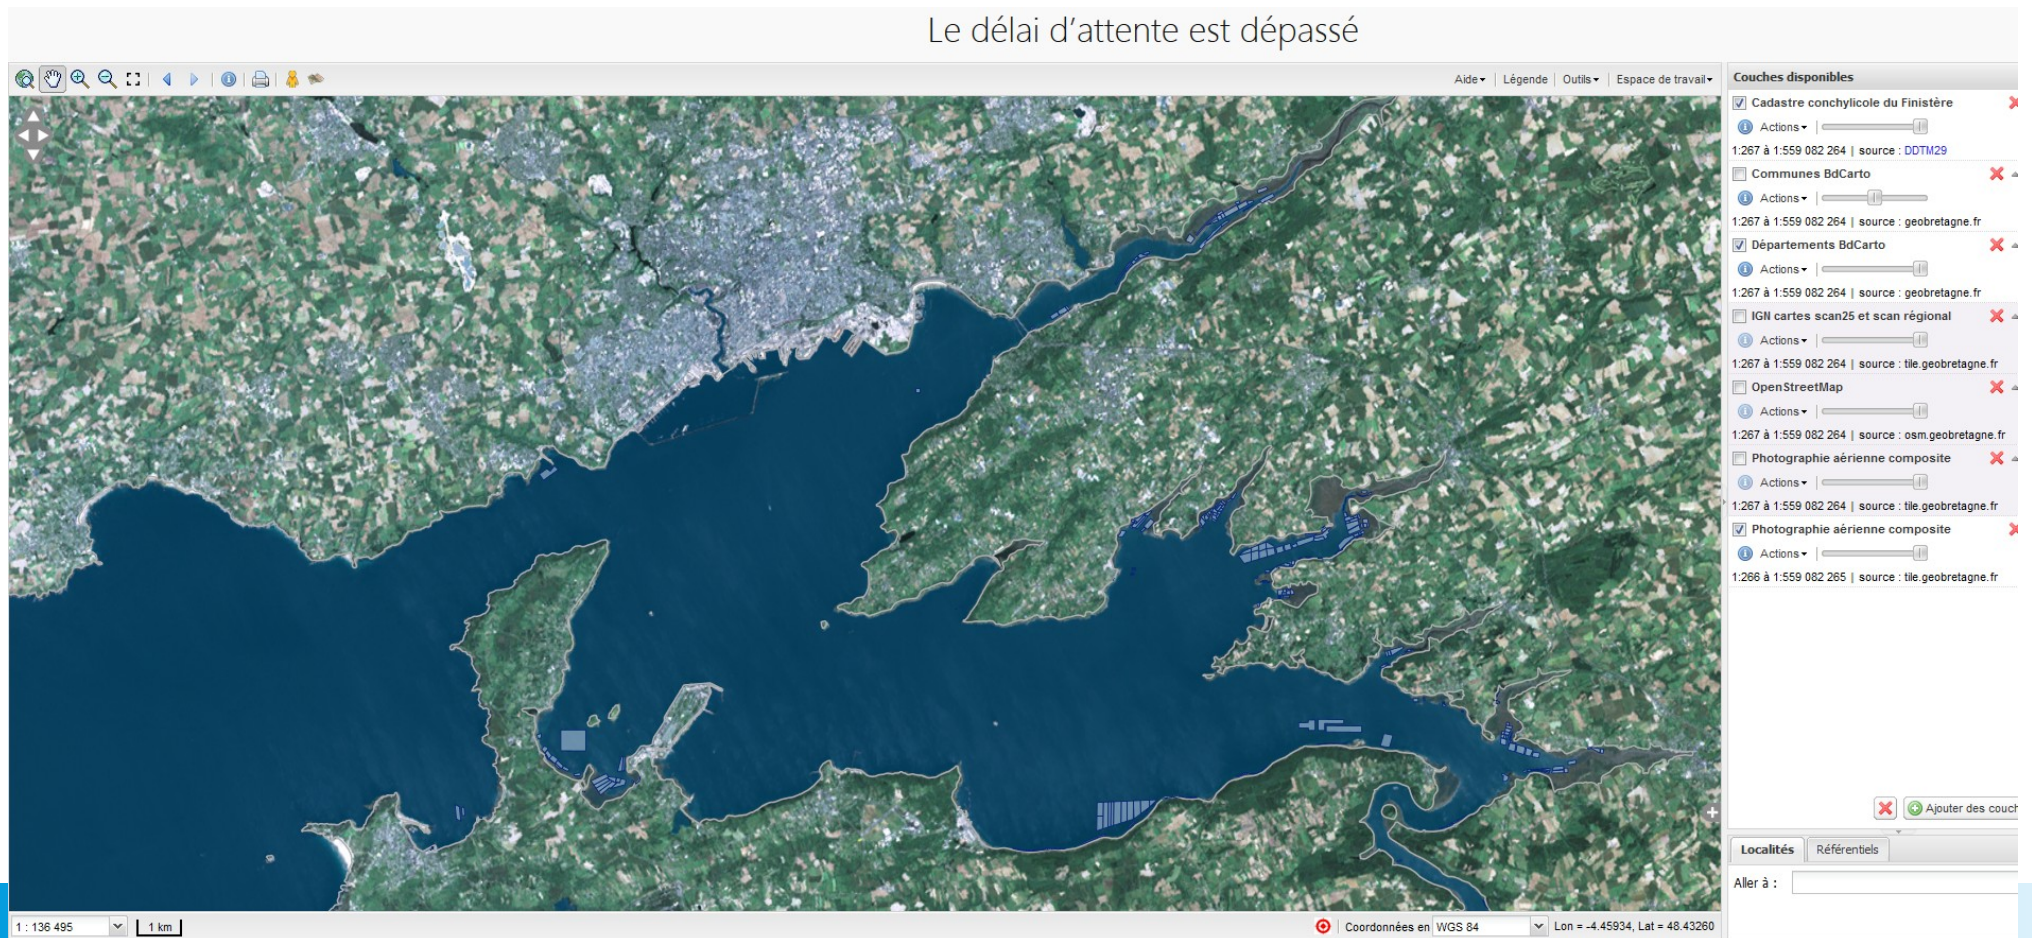 Le délai d'attente est dépassé
Aide
Légende
Outils
Espace de travail
Couches disponibles
Cadastre conchylicole du Finistère
Actions
1:267 à 1:559 082 264 | source : DDTM29
Communes BdCarto
Actions
1:267 à 1:559 082 264 | source : geobretagne.fr
Départements BdCarto
Actions
1:267 à 1:559 082 264 | source : geobretagne.fr
IGN cartes scan25 et scan régional
Actions
1:267 à 1:559 082 264 | source : tile.geobretagne.fr
OpenStreetMap
Actions
1:267 à 1:559 082 264 | source : osm.geobretagne.fr
Photographie aérienne composite
Actions
1:267 à 1:559 082 264 | source : tile.geobretagne.fr
Photographie aérienne composite
Actions
1:266 à 1:559 082 265 | source : tile.geobretagne.fr
Ajouter des couch
Localités
Référentiels
Aller à :
1 : 136 495
1 km
Coordonnées en WGS 84
Lon = -4.45934, Lat = 48.43260